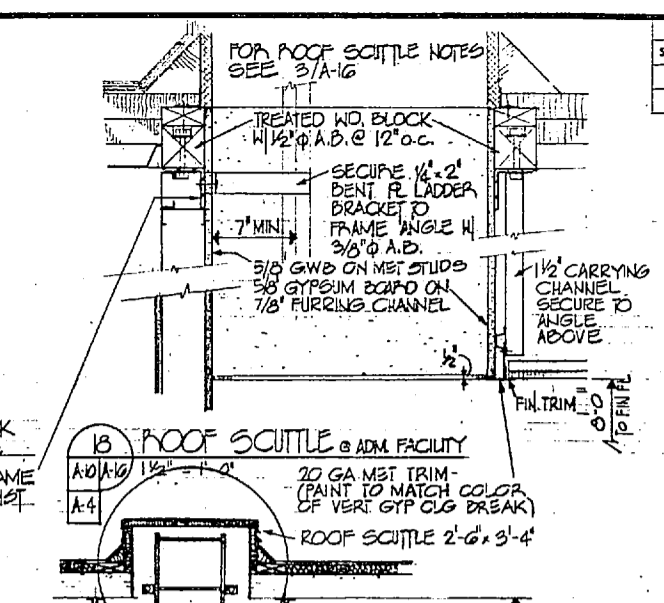 FOR ROOF SCUTTLE NOTES
SEE 3/A-16
TREATED WD. BLOCK
W/ 1/2" Φ A.B. @ 12" o.c.
SECURE 1/4" x 2"
BENT PL LADDER
BRACKET TO
FRAME ANGLE W/
3/8" Φ A.B.
7" MIN.
5/8 GWB ON MET STUDS
5/8" GYPSUM BOARD ON
7/8" FURRING CHANNEL
1 1/2" CARRYING
CHANNEL
SECURE TO
ANGLE
ABOVE
1/2"
FIN. TRIM
8'-0
TO FIN FL
18 ROOF SCUTTLE @ ADM. FACILITY
A-10 A-16 1 1/2" = 1'-0"
A-4
20 GA MET TRIM-
(PAINT TO MATCH COLOR
OF VERT GYP CLG BREAK)
ROOF SCUTTLE 2'-6" x 3'-4"